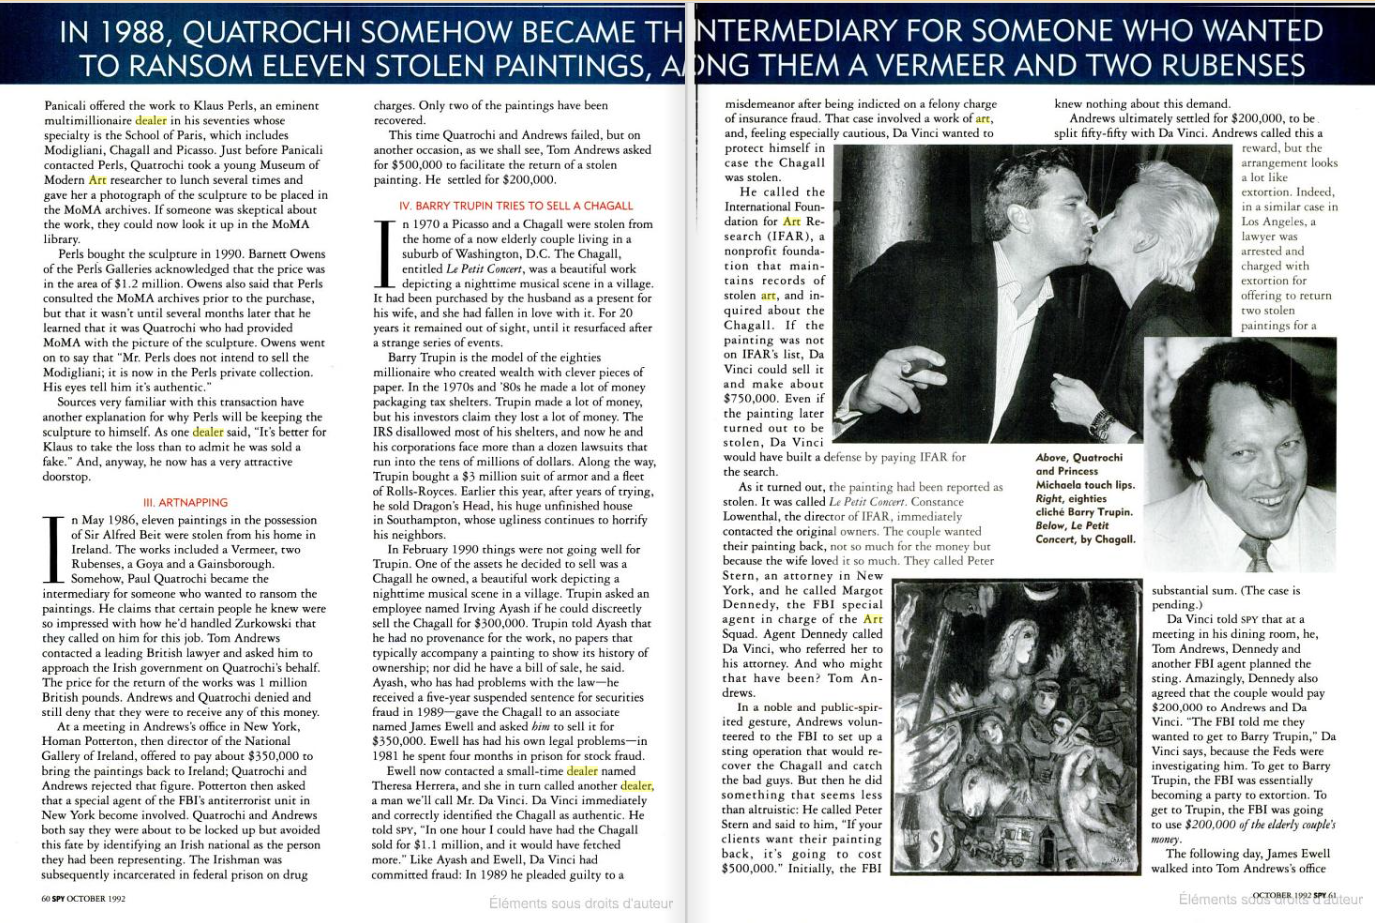 IN 1988, QUATROCHI SOMEHOW BECAME TH INTERMEDIARY FOR SOMEONE WHO WANTED
TO RANSOM ELEVEN STOLEN PAINTINGS, A ONG THEM A VERMEER AND TWO RUBENSES
Panicali offered the work to Klaus Perls, an eminent
multimillionaire dealer in his seventies whose
specialty is the School of Paris, which includes
Modigliani, Chagall and Picasso. Just before Panicali
contacted Perls, Quatrochi took a young Museum of
Modern Art researcher to lunch several times and
gave her a photograph of the sculpture to be placed in
the MoMA archives. If someone was skeptical about
the work, they could now look it up in the MoMA
library.
Perls bought the sculpture in 1990. Barnett Owens
of the Perls Galleries acknowledged that the price was
in the area of $1.2 million. Owens also said that Perls
consulted the MoMA archives prior to the purchase,
but that it wasn't until several months later that he
learned that it was Quatrochi who had provided
MoMA with the picture of the sculpture. Owens went
on to say that "Mr. Perls does not intend to sell the
Modigliani; it is now in the Perls private collection.
His eyes tell him it's authentic."
Sources very familiar with this transaction have
another explanation for why Perls will be keeping the
sculpture to himself. As one dealer said, "It's better for
Klaus to take the loss than to admit he was sold a
fake." And, anyway, he now has a very attractive
doorstop.
III. ARTNAPPING
In May 1986, eleven paintings in the possession
of Sir Alfred Beit were stolen from his home in
Ireland. The works included a Vermeer, two
Rubenses, a Goya and a Gainsborough.
Somehow, Paul Quatrochi became the
intermediary for someone who wanted to ransom the
paintings. He claims that certain people he knew were
so impressed with how he'd handled Zurkowski that
they called on him for this job. Tom Andrews
contacted a leading British lawyer and asked him to
approach the Irish government on Quatrochi's behalf.
The price for the return of the works was 1 million
British pounds. Andrews and Quatrochi denied and
still deny that they were to receive any of this money.
At a meeting in Andrews's office in New York,
Homan Potterton, then director of the National
Gallery of Ireland, offered to pay about $350,000 to
bring the paintings back to Ireland; Quatrochi and
Andrews rejected that figure. Potterton then asked
that a special agent of the FBI's antiterrorist unit in
New York become involved. Quatrochi and Andrews
both say they were about to be locked up but avoided
this fate by identifying an Irish national as the person
they had been representing. The Irishman was
subsequently incarcerated in federal prison on drug
charges. Only two of the paintings have been
recovered.
This time Quatrochi and Andrews failed, but on
another occasion, as we shall see, Tom Andrews asked
for $500,000 to facilitate the return of a stolen
painting. He settled for $200,000.
IV. BARRY TRUPIN TRIES TO SELL A CHAGALL
In 1970 a Picasso and a Chagall were stolen from
the home of a now elderly couple living in a
suburb of Washington, D.C. The Chagall,
entitled Le Petit Concert, was a beautiful work
depicting a nighttime musical scene in a village.
It had been purchased by the husband as a present for
his wife, and she had fallen in love with it. For 20
years it remained out of sight, until it resurfaced after
a strange series of events.
Barry Trupin is the model of the eighties
millionaire who created wealth with clever pieces of
paper. In the 1970s and '80s he made a lot of money
packaging tax shelters. Trupin made a lot of money,
but his investors claim they lost a lot of money. The
IRS disallowed most of his shelters, and now he and
his corporations face more than a dozen lawsuits that
run into the tens of millions of dollars. Along the way,
Trupin bought a $3 million suit of armor and a fleet
of Rolls-Royces. Earlier this year, after years of trying,
he sold Dragon's Head, his huge unfinished house
in Southampton, whose ugliness continues to horrify
his neighbors.
In February 1990 things were not going well for
Trupin. One of the assets he decided to sell was a
Chagall he owned, a beautiful work depicting a
nighttime musical scene in a village. Trupin asked an
employee named Irving Ayash if he could discreetly
sell the Chagall for $300,000. Trupin told Ayash that
he had no provenance for the work, no papers that
typically accompany a painting to show its history of
ownership; nor did he have a bill of sale, he said.
Ayash, who has had problems with the law—he
received a five-year suspended sentence for securities
fraud in 1989—gave the Chagall to an associate
named James Ewell and asked him to sell it for
$350,000. Ewell has had his own legal problems—in
1981 he spent four months in prison for stock fraud.
Ewell now contacted a small-time dealer named
Theresa Herrera, and she in turn called another dealer,
a man we'll call Mr. Da Vinci. Da Vinci immediately
and correctly identified the Chagall as authentic. He
told SPY, "In one hour I could have had the Chagall
sold for $1.1 million, and it would have fetched
more." Like Ayash and Ewell, Da Vinci had
committed fraud: In 1989 he pleaded guilty to a
60 SPY OCTOBER 1992
Éléments sous droits d'auteur
misdemeanor after being indicted on a felony charge
of insurance fraud. That case involved a work of art,
and, feeling especially cautious, Da Vinci wanted to
protect himself in
case the Chagall
was stolen.
He called the
International Foun-
dation for Art Re-
search (IFAR), a
nonprofit founda-
tion that main-
tains records of
stolen art, and in-
quired about the
Chagall. If the
painting was not
on IFAR's list, Da
Vinci could sell it
and make about
$750,000. Even if
the painting later
turned out to be
stolen, Da Vinci
would have built a defense by paying IFAR for
the search.
As it turned out, the painting had been reported as
stolen. It was called Le Petit Concert. Constance
Lowenthal, the director of IFAR, immediately
contacted the original owners. The couple wanted
their painting back, not so much for the money but
because the wife loved it so much. They called Peter
Stern, an attorney in New
York, and he called Margot
Dennedy, the FBI special
agent in charge of the Art
Squad. Agent Dennedy called
Da Vinci, who referred her to
his attorney. And who might
that have been? Tom An-
drews.
In a noble and public-spir-
ited gesture, Andrews volun-
teered to the FBI to set up a
sting operation that would re-
cover the Chagall and catch
the bad guys. But then he did
something that seems less
than altruistic: He called Peter
Stern and said to him, "If your
clients want their painting
back, it's going to cost
$500,000." Initially, the FBI
knew nothing about this demand.
Andrews ultimately settled for $200,000, to be
split fifty-fifty with Da Vinci. Andrews called this a
reward, but the
arrangement looks
a lot like
extortion. Indeed,
in a similar case in
Los Angeles, a
lawyer was
arrested and
charged with
extortion for
offering to return
two stolen
paintings for a
Above, Quatrochi
and Princess
Michaela touch lips.
Right, eighties
cliché Barry Trupin.
Below, Le Petit
Concert, by Chagall.
substantial sum. (The case is
pending.)
Da Vinci told SPY that at a
meeting in his dining room, he,
Tom Andrews, Dennedy and
another FBI agent planned the
sting. Amazingly, Dennedy also
agreed that the couple would pay
$200,000 to Andrews and Da
Vinci. "The FBI told me they
wanted to get to Barry Trupin," Da
Vinci says, because the Feds were
investigating him. To get to Barry
Trupin, the FBI was essentially
becoming a party to extortion. To
get to Trupin, the FBI was going
to use $200,000 of the elderly couple's
money.
The following day, James Ewell
walked into Tom Andrews's office
OCTOBER 1992 SPY 61
Éléments sous droits d'auteur